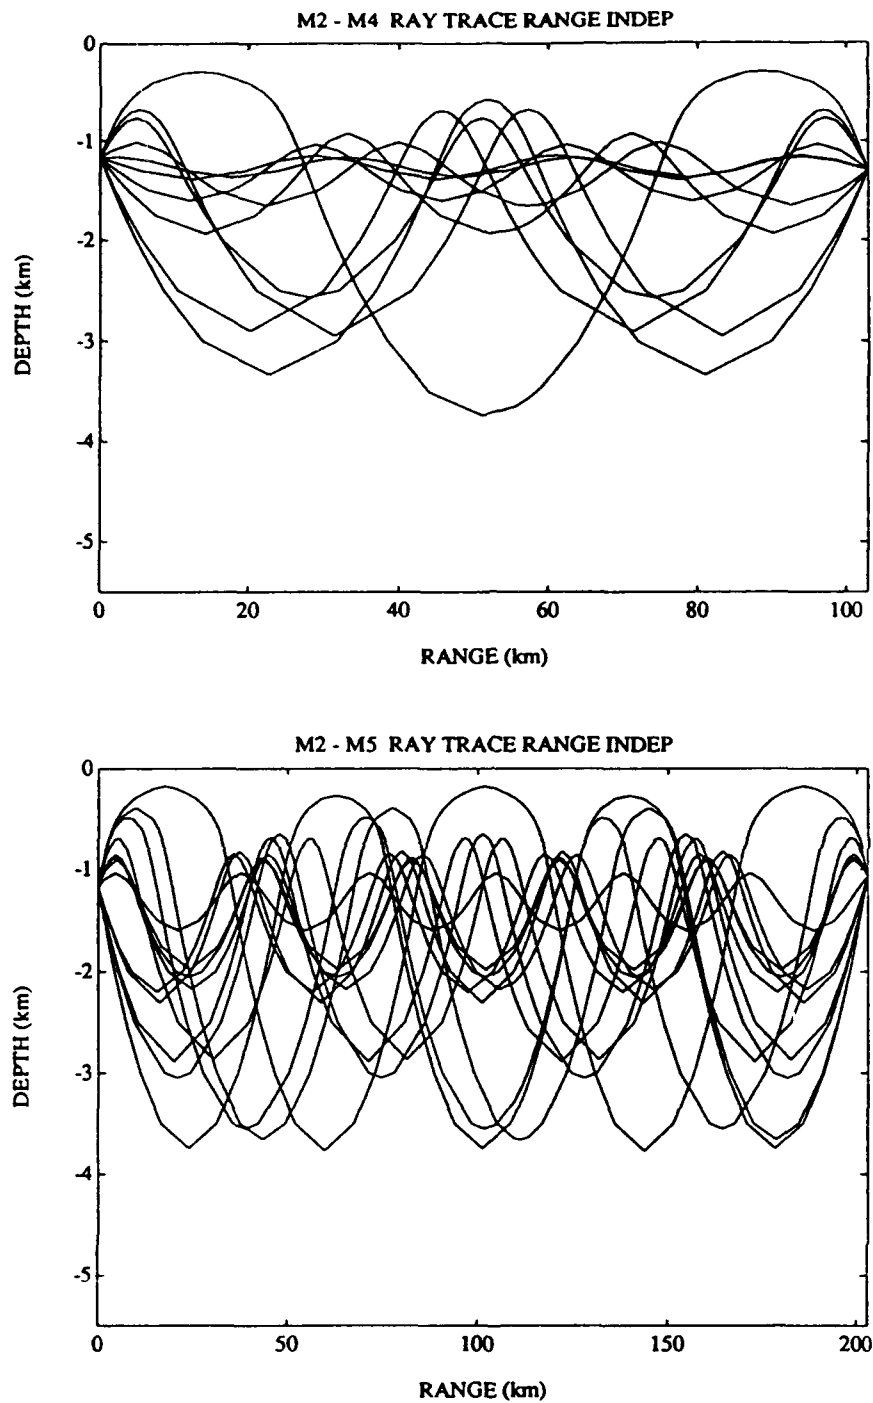 M2 - M4 RAY TRACE RANGE INDEP
0
-1
-2
-3
-4
-5
DEPTH (km)
0 20 40 60 80 100
RANGE (km)
M2 - M5 RAY TRACE RANGE INDEP
0
-1
-2
-3
-4
-5
DEPTH (km)
0 50 100 150 200
RANGE (km)